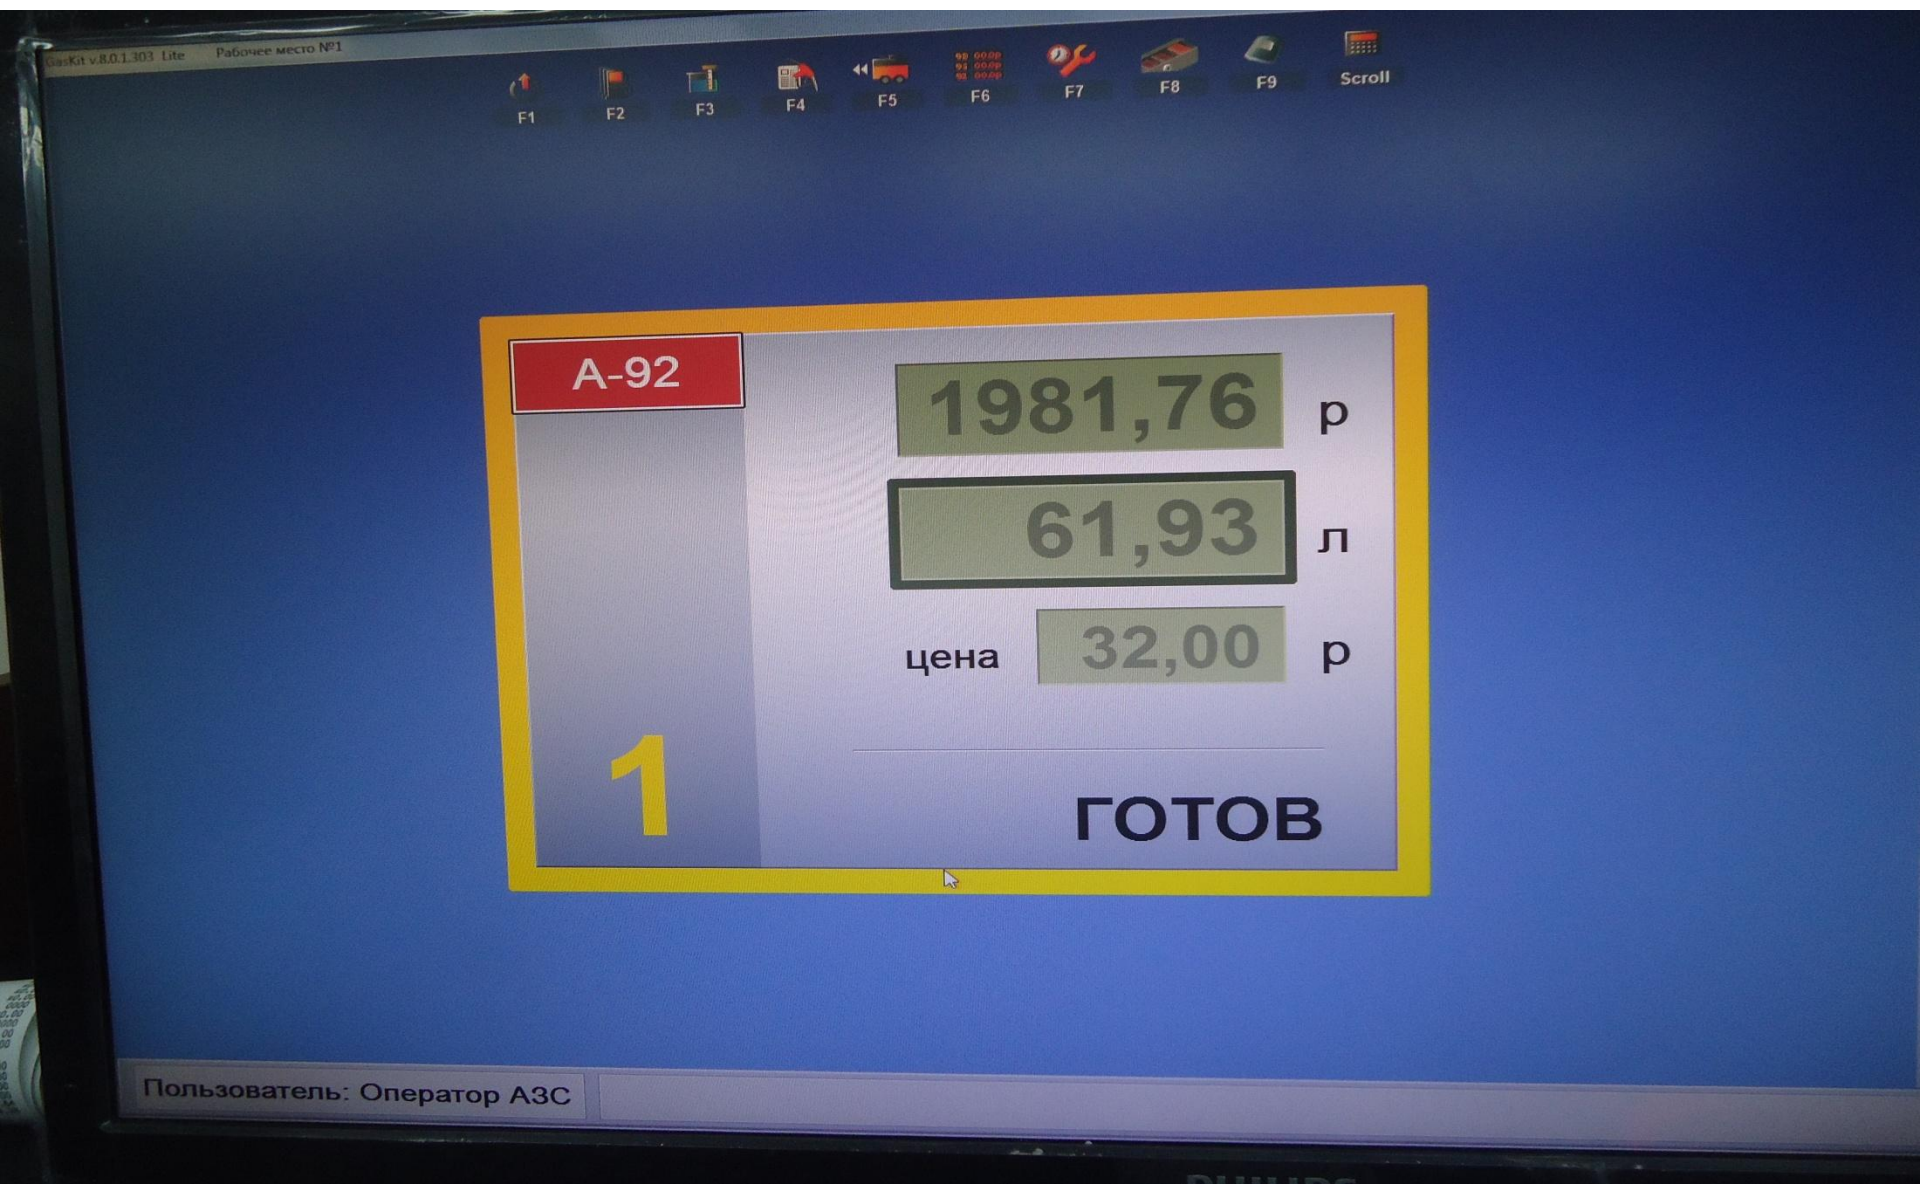 GasKit v.8.0.1.303 Lite Рабочее место №1
F1 F2 F3 F4 F5 F6 F7 F8 F9 Scroll
А-92
1981,76 р
61,93 л
цена 32,00 р
1
ГОТОВ
Пользователь: Оператор АЗС
PHILIPS